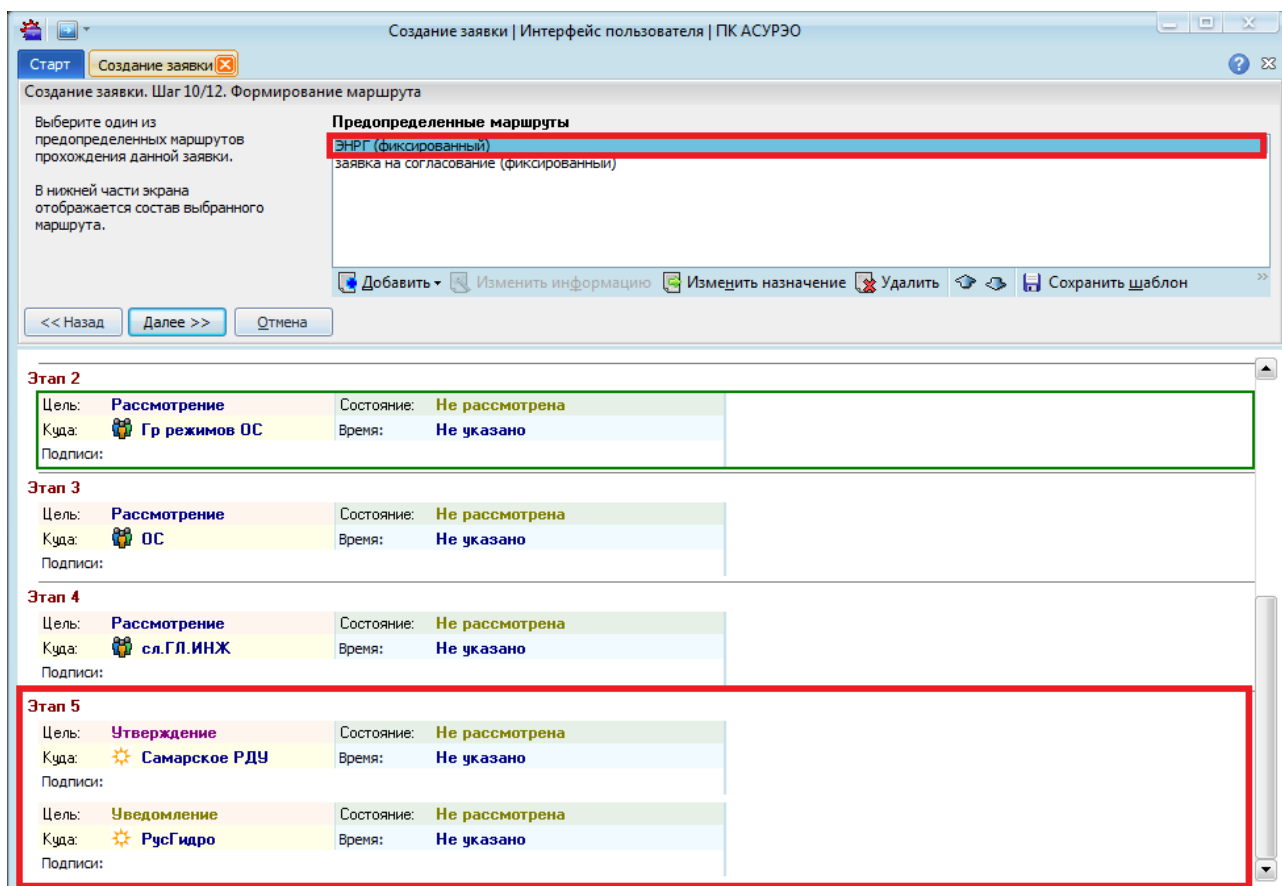 Создание заявки | Интерфейс пользователя | ПК АСУРЭО
Старт Создание заявки
Создание заявки. Шаг 10/12. Формирование маршрута
Выберите один из
предопределенных маршрутов
прохождения данной заявки.
В нижней части экрана
отображается состав выбранного
маршрута.
Предопределенные маршруты
ЭНРГ (фиксированный)
заявка на согласование (фиксированный)
Добавить Изменить информацию Изменить назначение Удалить Сохранить шаблон
<< Назад Далее >> Отмена
Этап 2
Цель: Рассмотрение Состояние: Не рассмотрена
Куда: Гр режимов ОС Время: Не указано
Подписи:
Этап 3
Цель: Рассмотрение Состояние: Не рассмотрена
Куда: ОС Время: Не указано
Подписи:
Этап 4
Цель: Рассмотрение Состояние: Не рассмотрена
Куда: сл.ГЛ.ИНЖ Время: Не указано
Подписи:
Этап 5
Цель: Утверждение Состояние: Не рассмотрена
Куда: Самарское РДУ Время: Не указано
Подписи:
Цель: Уведомление Состояние: Не рассмотрена
Куда: РусГидро Время: Не указано
Подписи: